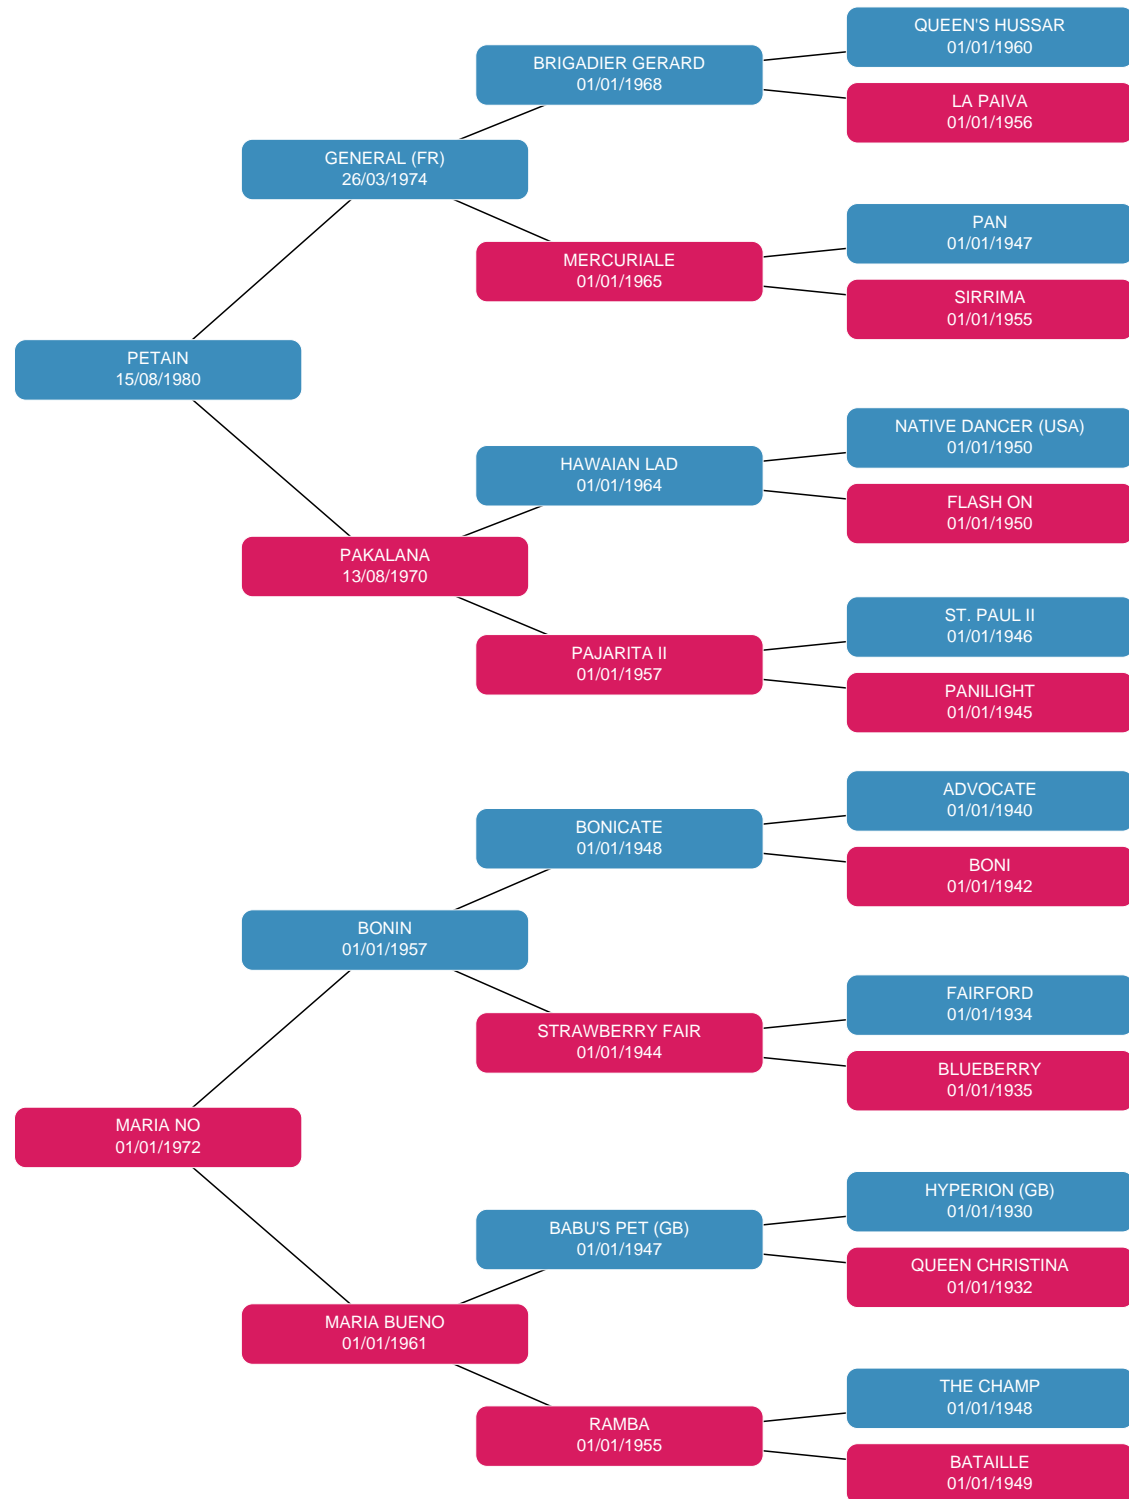 QUEEN'S HUSSAR
01/01/1960
BRIGADIER GERARD
01/01/1968
LA PAIVA
01/01/1956
GENERAL (FR)
26/03/1974
PAN
01/01/1947
MERCURIALE
01/01/1965
SIRRIMA
01/01/1955
PETAIN
15/08/1980
NATIVE DANCER (USA)
01/01/1950
HAWAIAN LAD
01/01/1964
FLASH ON
01/01/1950
PAKALANA
13/08/1970
ST. PAUL II
01/01/1946
PAJARITA II
01/01/1957
PANILIGHT
01/01/1945
ADVOCATE
01/01/1940
BONICATE
01/01/1948
BONI
01/01/1942
BONIN
01/01/1957
FAIRFORD
01/01/1934
STRAWBERRY FAIR
01/01/1944
BLUEBERRY
01/01/1935
MARIA NO
01/01/1972
HYPERION (GB)
01/01/1930
BABU'S PET (GB)
01/01/1947
QUEEN CHRISTINA
01/01/1932
MARIA BUENO
01/01/1961
THE CHAMP
01/01/1948
RAMBA
01/01/1955
BATAILLE
01/01/1949